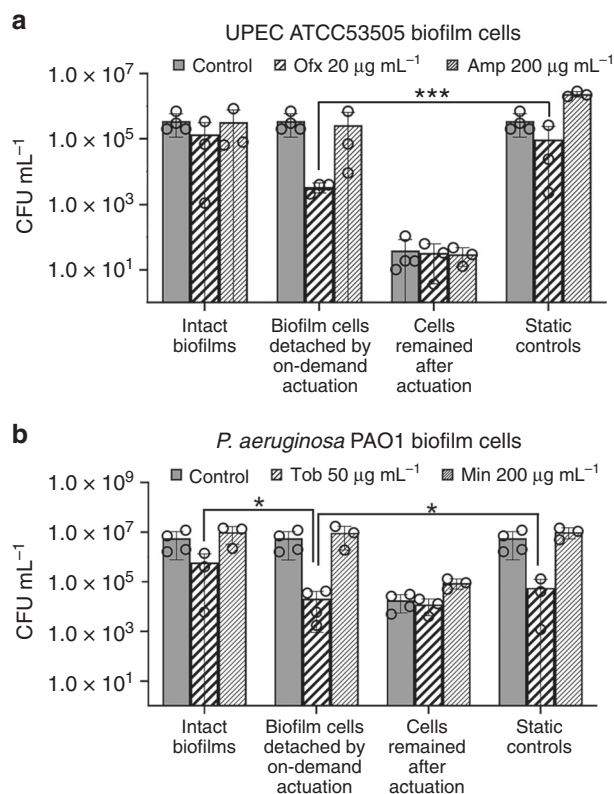 a
UPEC ATCC53505 biofilm cells
Control Ofx 20 μg mL⁻¹ Amp 200 μg mL⁻¹
CFU mL⁻¹
1.0 × 10⁷
1.0 × 10⁵
1.0 × 10³
1.0 × 10¹
***
Intact
biofilms
Biofilm cells
detached by
on-demand
actuation
Cells
remained
after
actuation
Static
controls
b
P. aeruginosa PAO1 biofilm cells
Control Tob 50 μg mL⁻¹ Min 200 μg mL⁻¹
CFU mL⁻¹
1.0 × 10⁹
1.0 × 10⁷
1.0 × 10⁵
1.0 × 10³
1.0 × 10¹
*
*
Intact
biofilms
Biofilm cells
detached by
on-demand
actuation
Cells
remained
after
actuation
Static
controls